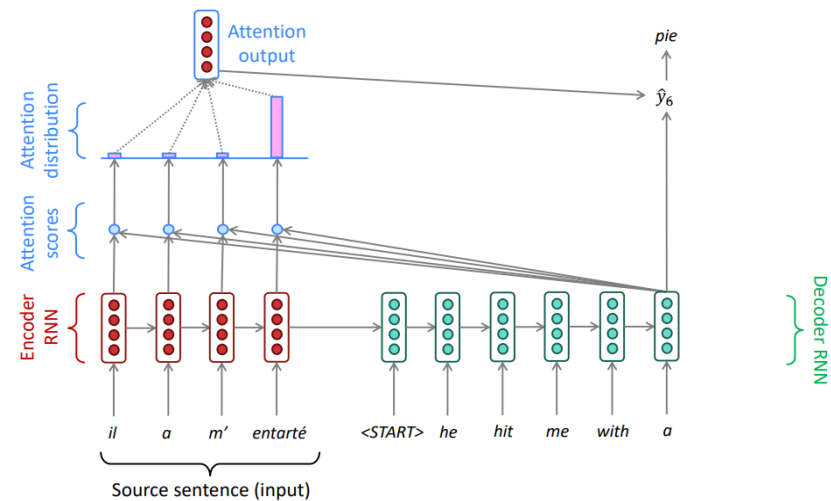 Attention
output
pie
ŷ6
Attention
distribution
Attention
scores
Encoder
RNN
Decoder RNN
il a m’ entarté <START> he hit me with a
Source sentence (input)